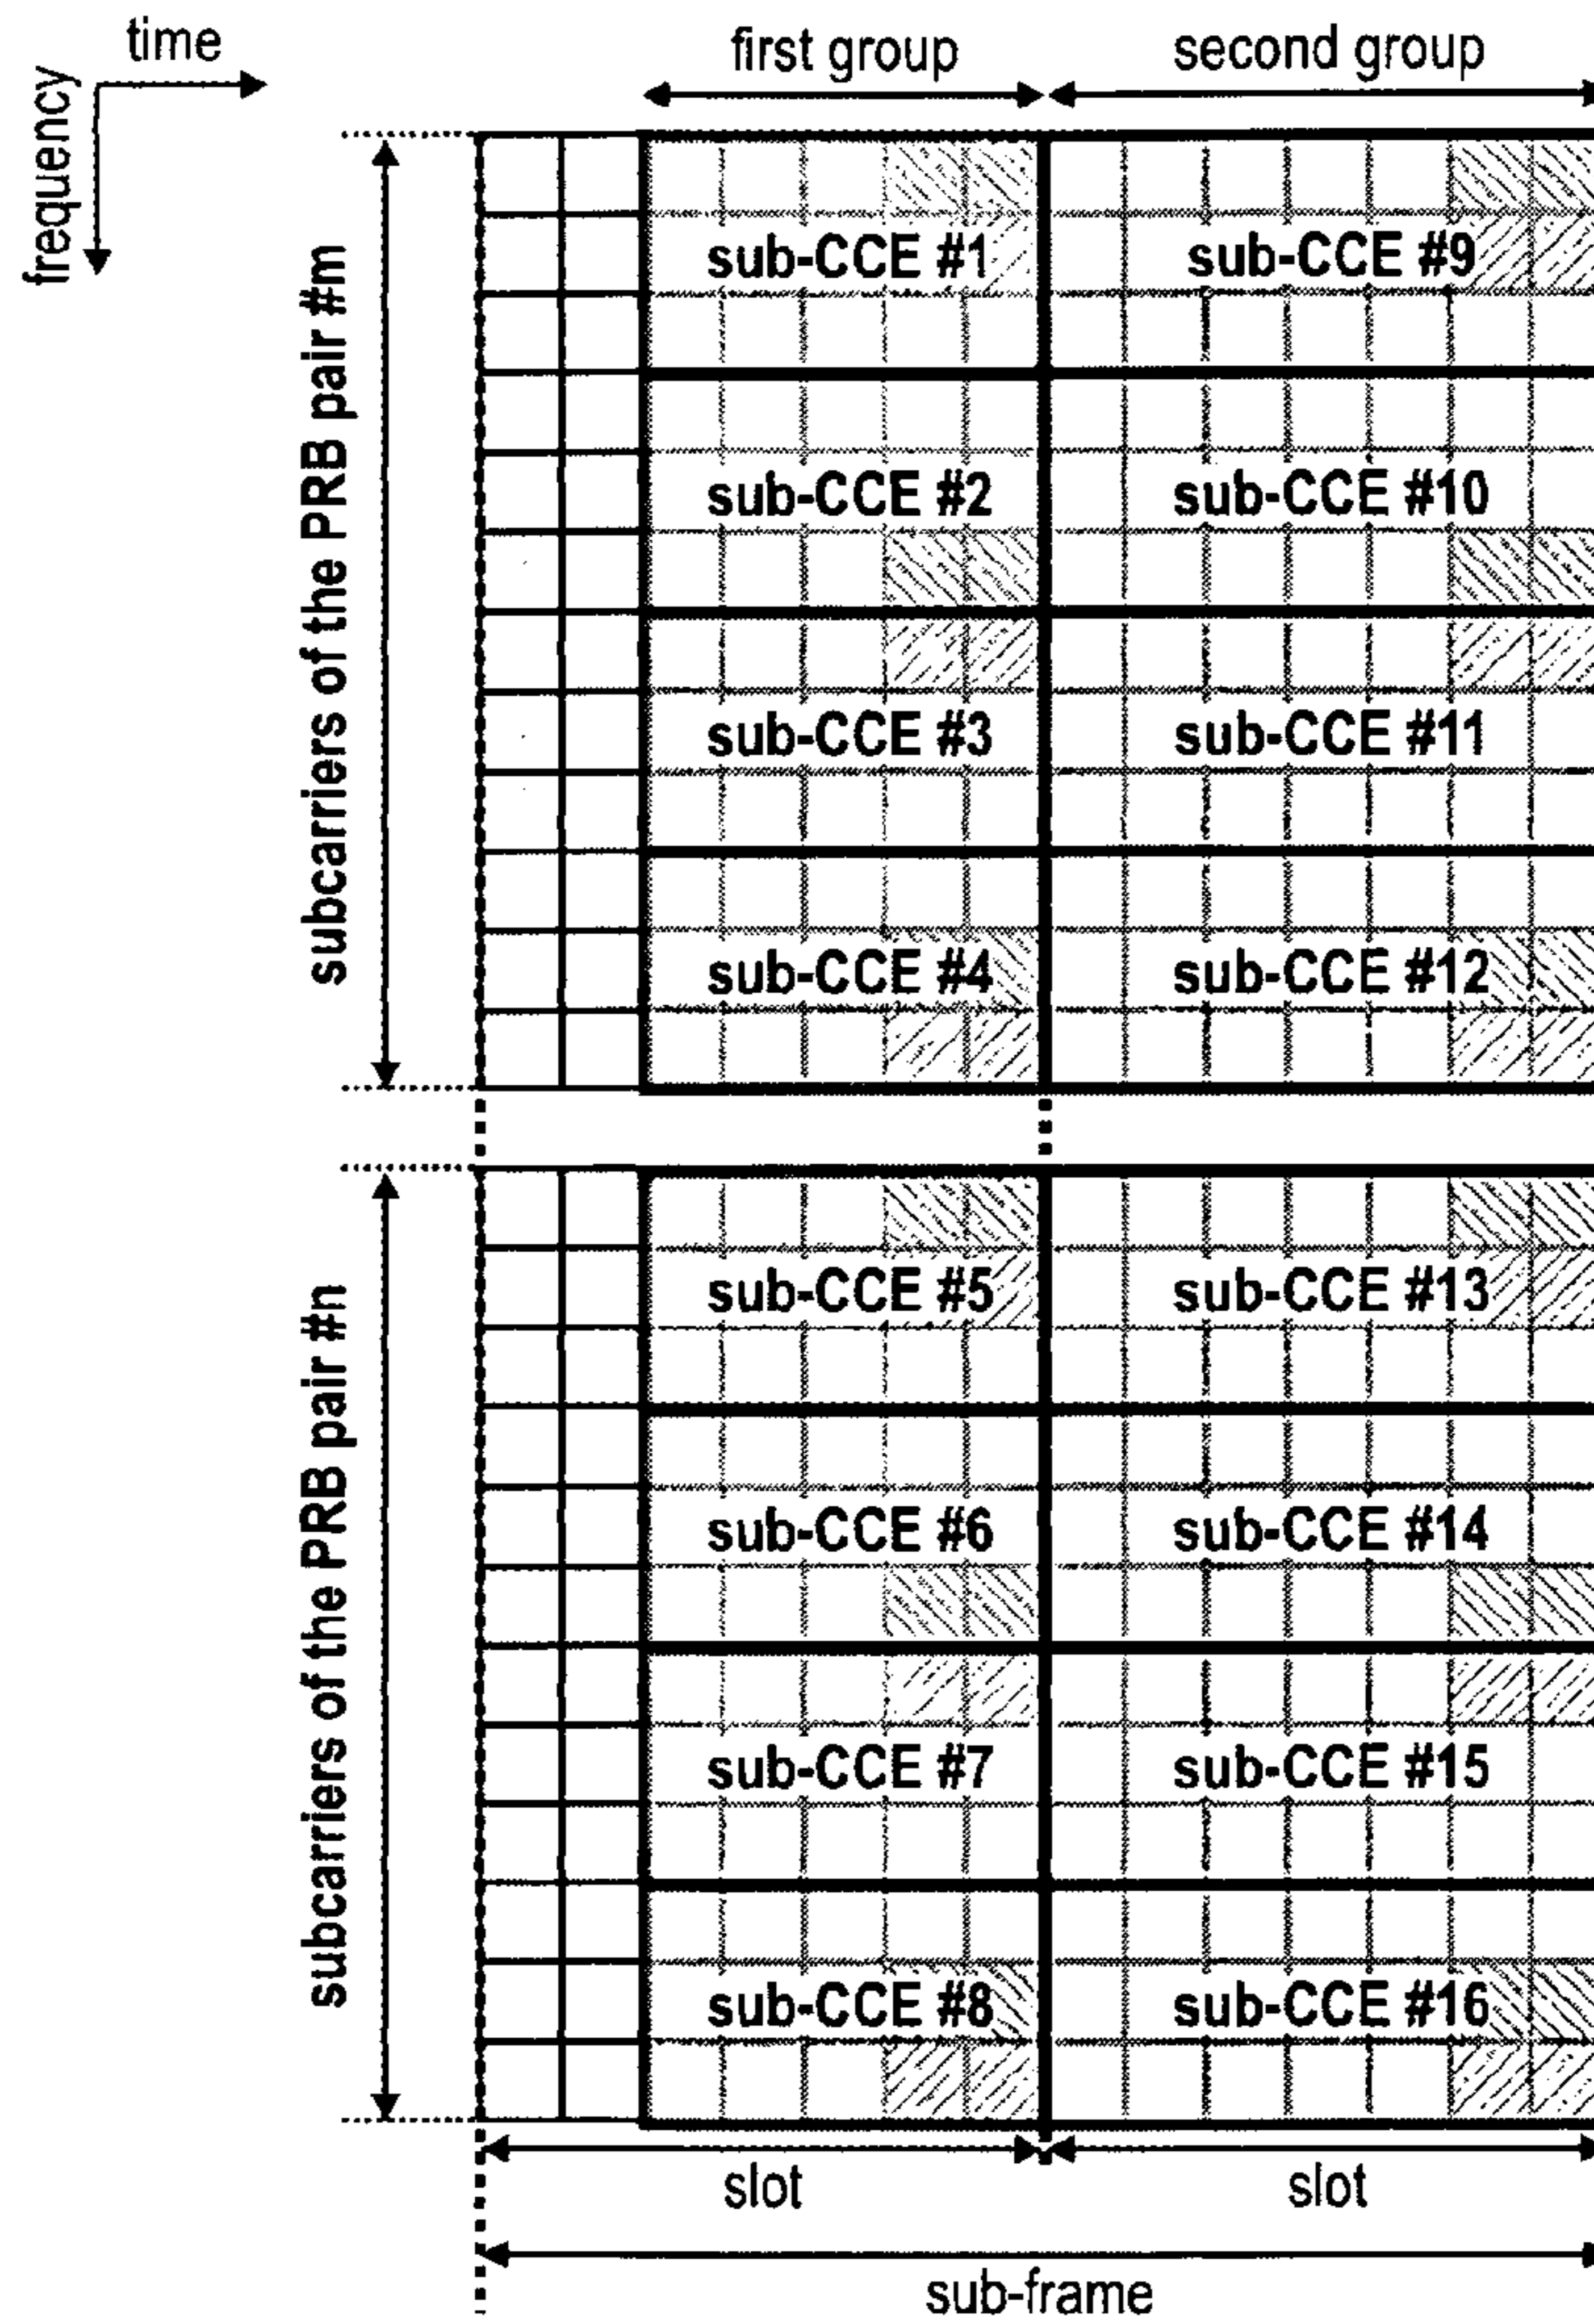 time
first group
second group
frequency
subcarriers of the PRB pair #m
sub-CCE #1
sub-CCE #9
sub-CCE #2
sub-CCE #10
sub-CCE #3
sub-CCE #11
sub-CCE #4
sub-CCE #12
subcarriers of the PRB pair #n
sub-CCE #5
sub-CCE #13
sub-CCE #6
sub-CCE #14
sub-CCE #7
sub-CCE #15
sub-CCE #8
sub-CCE #16
slot
slot
sub-frame